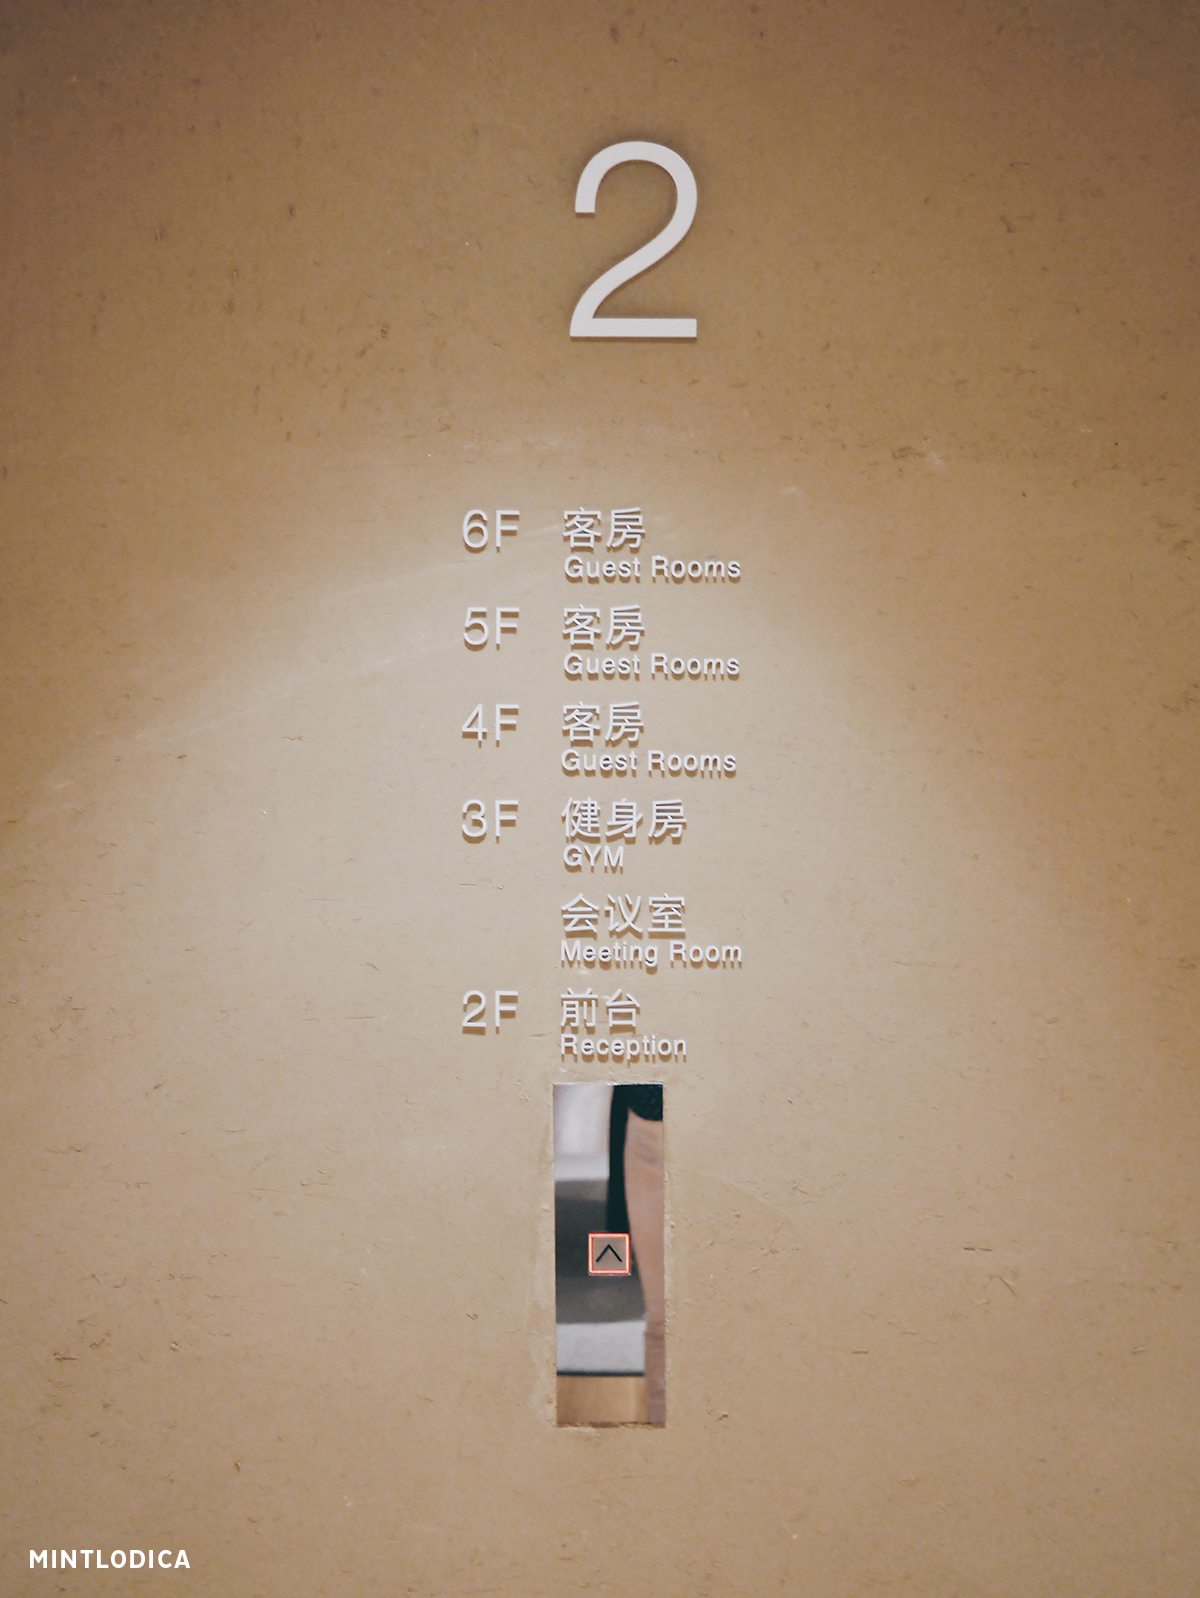 2
6F 客房
Guest Rooms
5F 客房
Guest Rooms
4F 客房
Guest Rooms
3F 健身房
GYM
会议室
Meeting Room
2F 前台
Reception
MINTLODICA